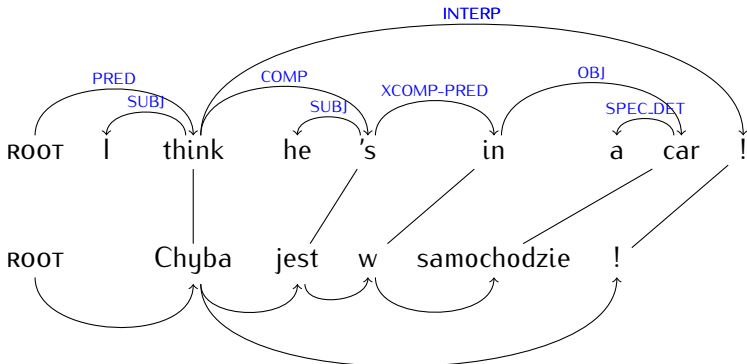 INTERP
PRED COMP OBJ
SUBJ SUBJ XCOMP-PRED SPEC_DET
ROOT I think he 's in a car !
ROOT Chyba jest w samochodzie !